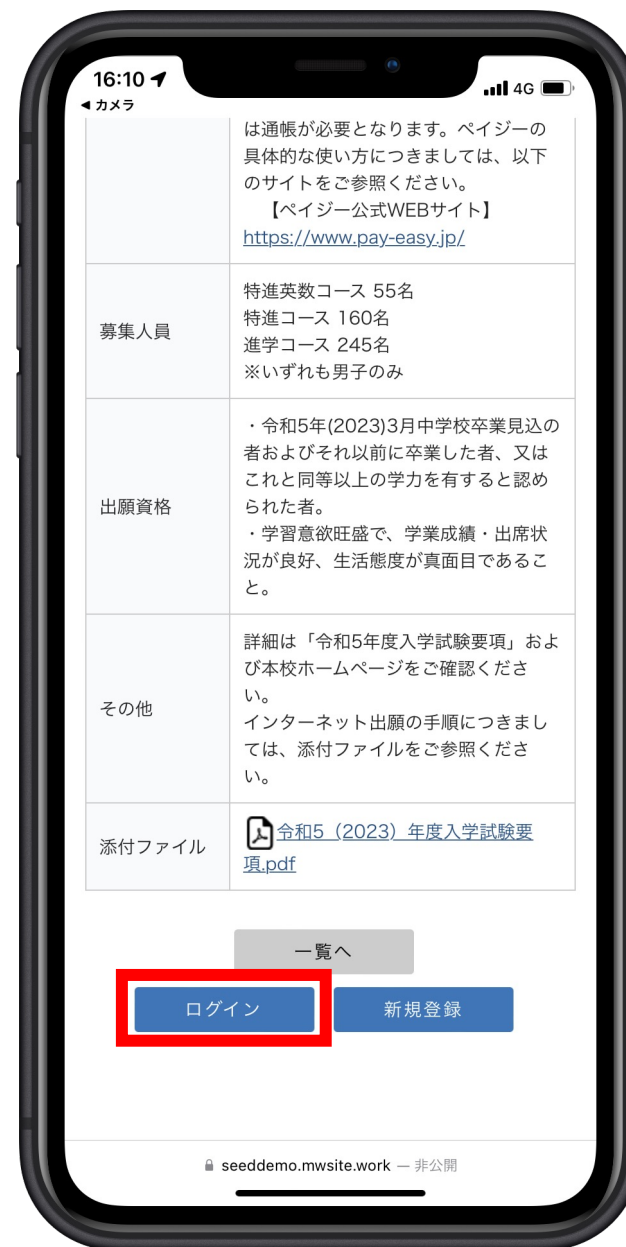 16:10
4G
◀ カメラ
は通帳が必要となります。ペイジーの
具体的な使い方につきましては、以下
のサイトをご参照ください。
【ペイジー公式WEBサイト】
https://www.pay-easy.jp/
募集人員
特進英数コース 55名
特進コース 160名
進学コース 245名
※いずれも男子のみ
出願資格
・令和5年(2023)3月中学校卒業見込の
者およびそれ以前に卒業した者、又は
これと同等以上の学力を有すると認め
られた者。
・学習意欲旺盛で、学業成績・出席状
況が良好、生活態度が真面目であるこ
と。
その他
詳細は「令和5年度入学試験要項」およ
び本校ホームページをご確認くださ
い。
インターネット出願の手順につきまし
ては、添付ファイルをご参照くださ
い。
添付ファイル
令和5（2023）年度入学試験要
項.pdf
一覧へ
ログイン
新規登録
seeddemo.mwsite.work — 非公開